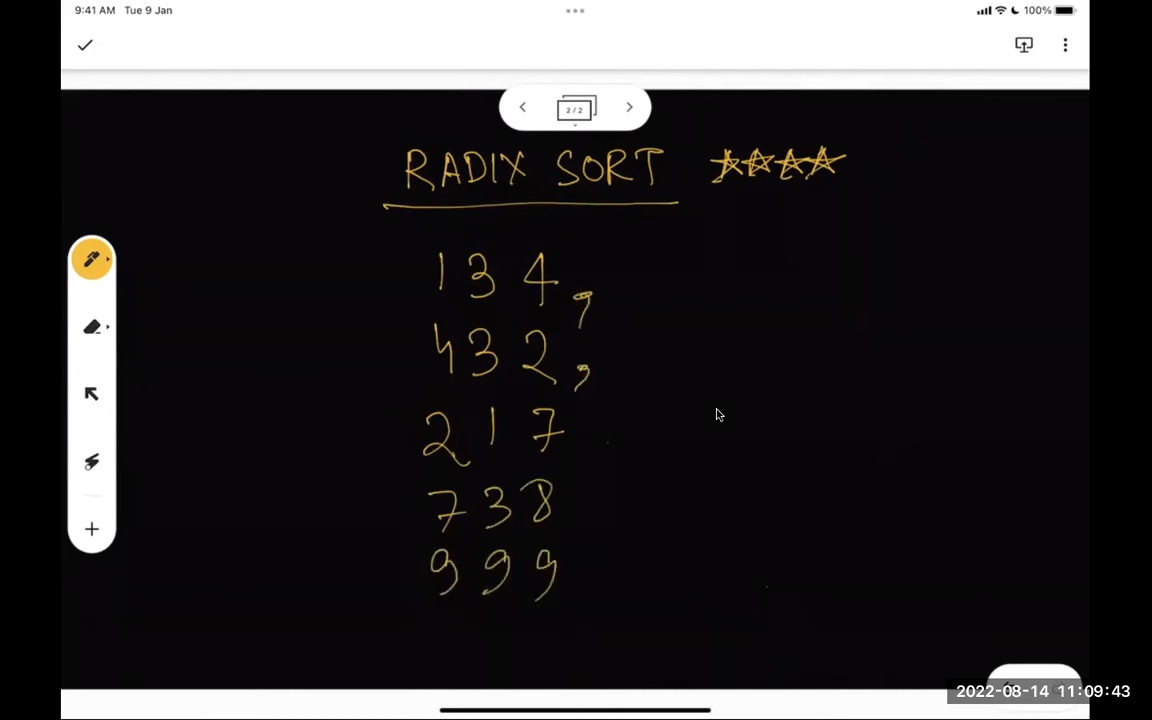 9:41 AM Tue 9 Jan
100%
2 / 2
RADIX SORT
134,
432,
217
738
999
2022-08-14 11:09:43